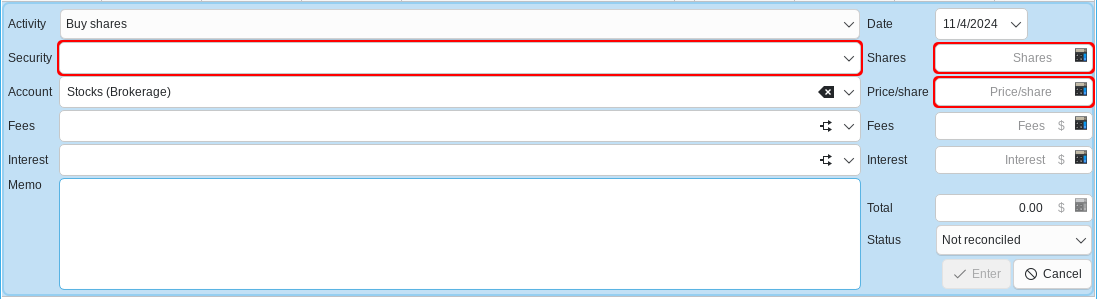 Activity Buy shares Date 11/4/2024
Security Shares Shares
Account Stocks (Brokerage) Price/share Price/share
Fees Fees Fees $
Interest Interest Interest $
Memo
Total 0.00 $
Status Not reconciled
Enter Cancel